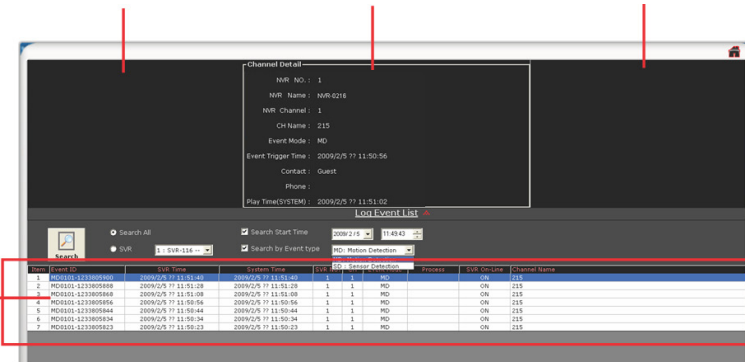 Channel Detail
NVR NO. : 1
NVR Name : NVR-0216
NVR Channel : 1
CH Name : 215
Event Mode : MD
Event Trigger Time : 2009/2/5 ?? 11:50:56
Contact : Guest
Phone :
Play Time(SYSTEM) : 2009/2/5 ?? 11:51:02
Log Event List
Search
Search All
SVR
1 : SVR-116 --
Search Start Time
2009/ 2 / 5
11:49:43
Search by Event type
MD: Motion Detection
SD : Sensor Detection
Item Event ID SVR Time System Time SVR Process SVR On-Line Channel Name
1 MD0101-1233805900 2009/2/5 ?? 11:51:40 2009/2/5 ?? 11:51:40 1 1 MD ON 215
2 MD0101-1233805888 2009/2/5 ?? 11:51:28 2009/2/5 ?? 11:51:28 1 1 MD ON 215
3 MD0101-1233805868 2009/2/5 ?? 11:51:08 2009/2/5 ?? 11:51:08 1 1 MD ON 215
4 MD0101-1233805856 2009/2/5 ?? 11:50:56 2009/2/5 ?? 11:50:56 1 1 MD ON 215
5 MD0101-1233805844 2009/2/5 ?? 11:50:44 2009/2/5 ?? 11:50:44 1 1 MD ON 215
6 MD0101-1233805834 2009/2/5 ?? 11:50:34 2009/2/5 ?? 11:50:34 1 1 MD ON 215
7 MD0101-1233805823 2009/2/5 ?? 11:50:23 2009/2/5 ?? 11:50:23 1 1 MD ON 215